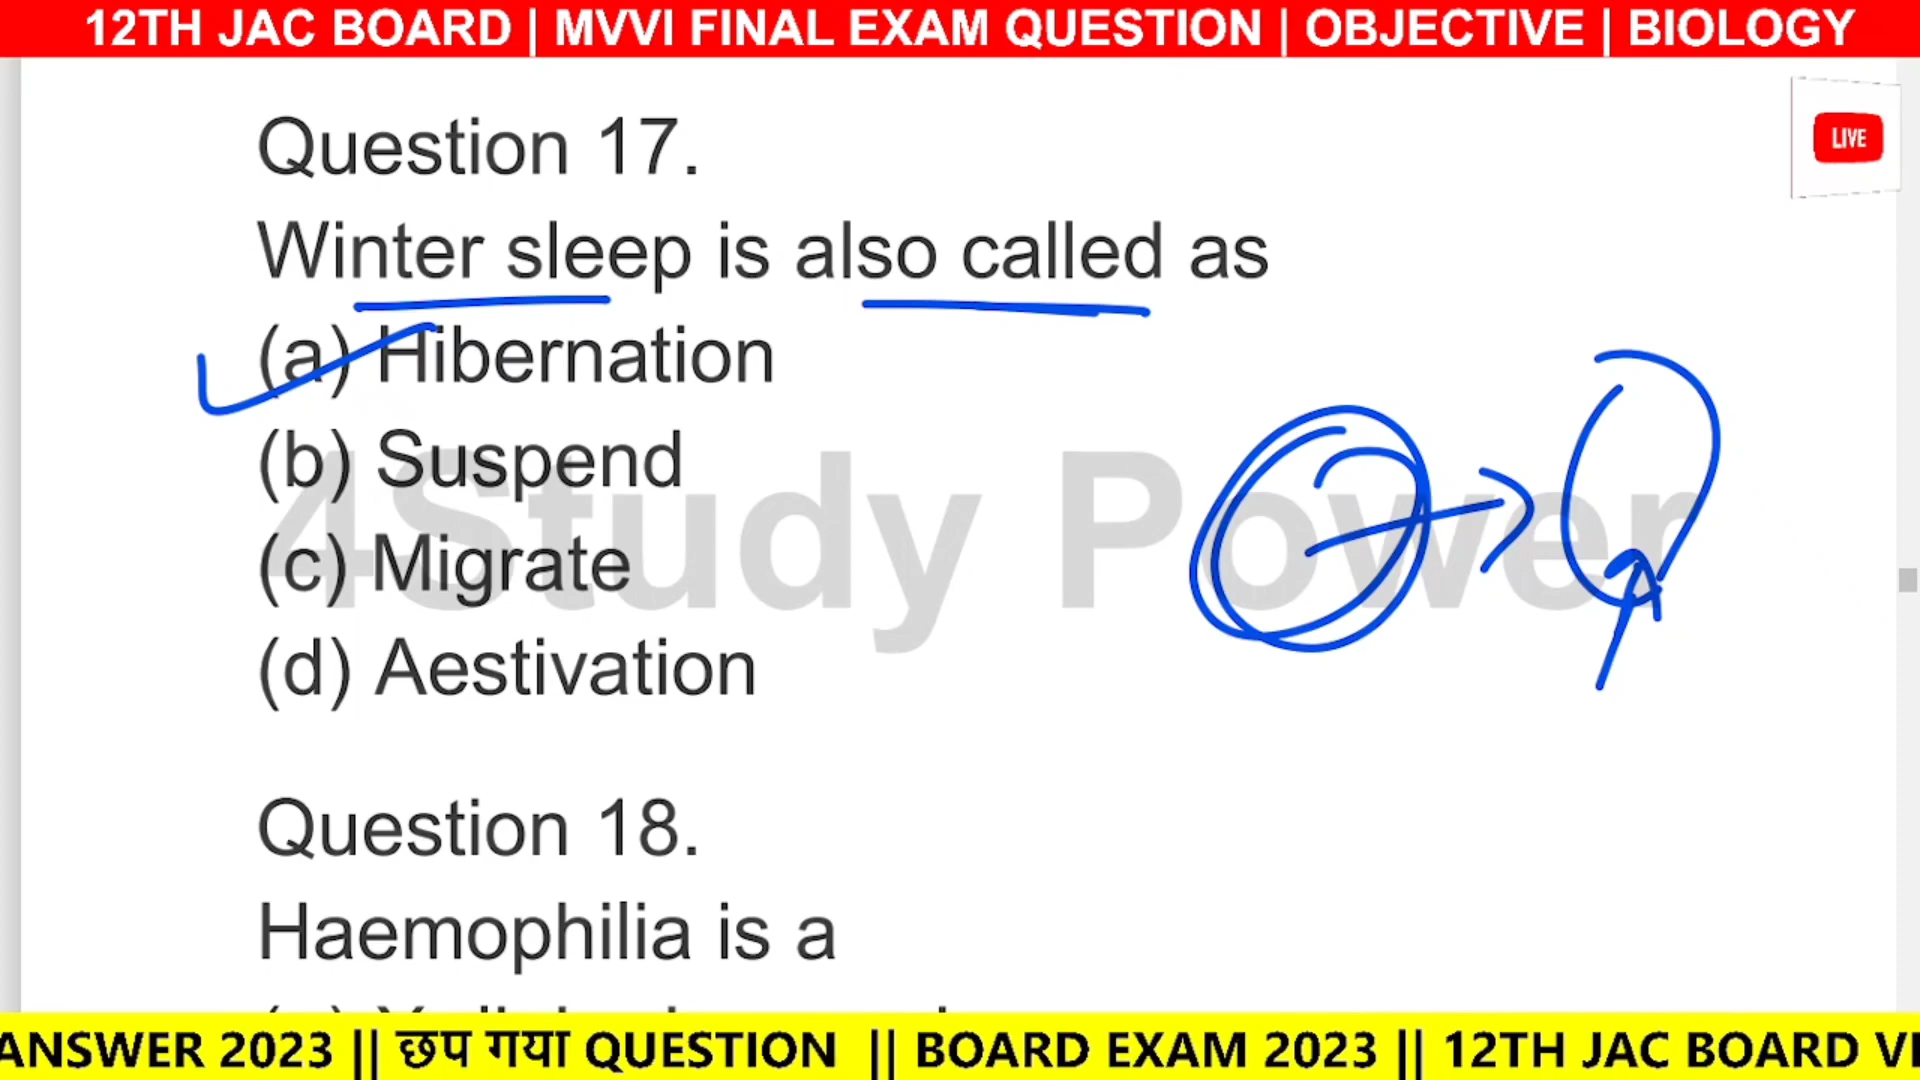 12TH JAC BOARD | MVVI FINAL EXAM QUESTION | OBJECTIVE | BIOLOGY
LIVE
Question 17.
Winter sleep is also called as
(a) Hibernation
(b) Suspend
(c) Migrate
(d) Aestivation
4Study Power
Question 18.
Haemophilia is a
ANSWER 2023 || छप गया QUESTION || BOARD EXAM 2023 || 12TH JAC BOARD